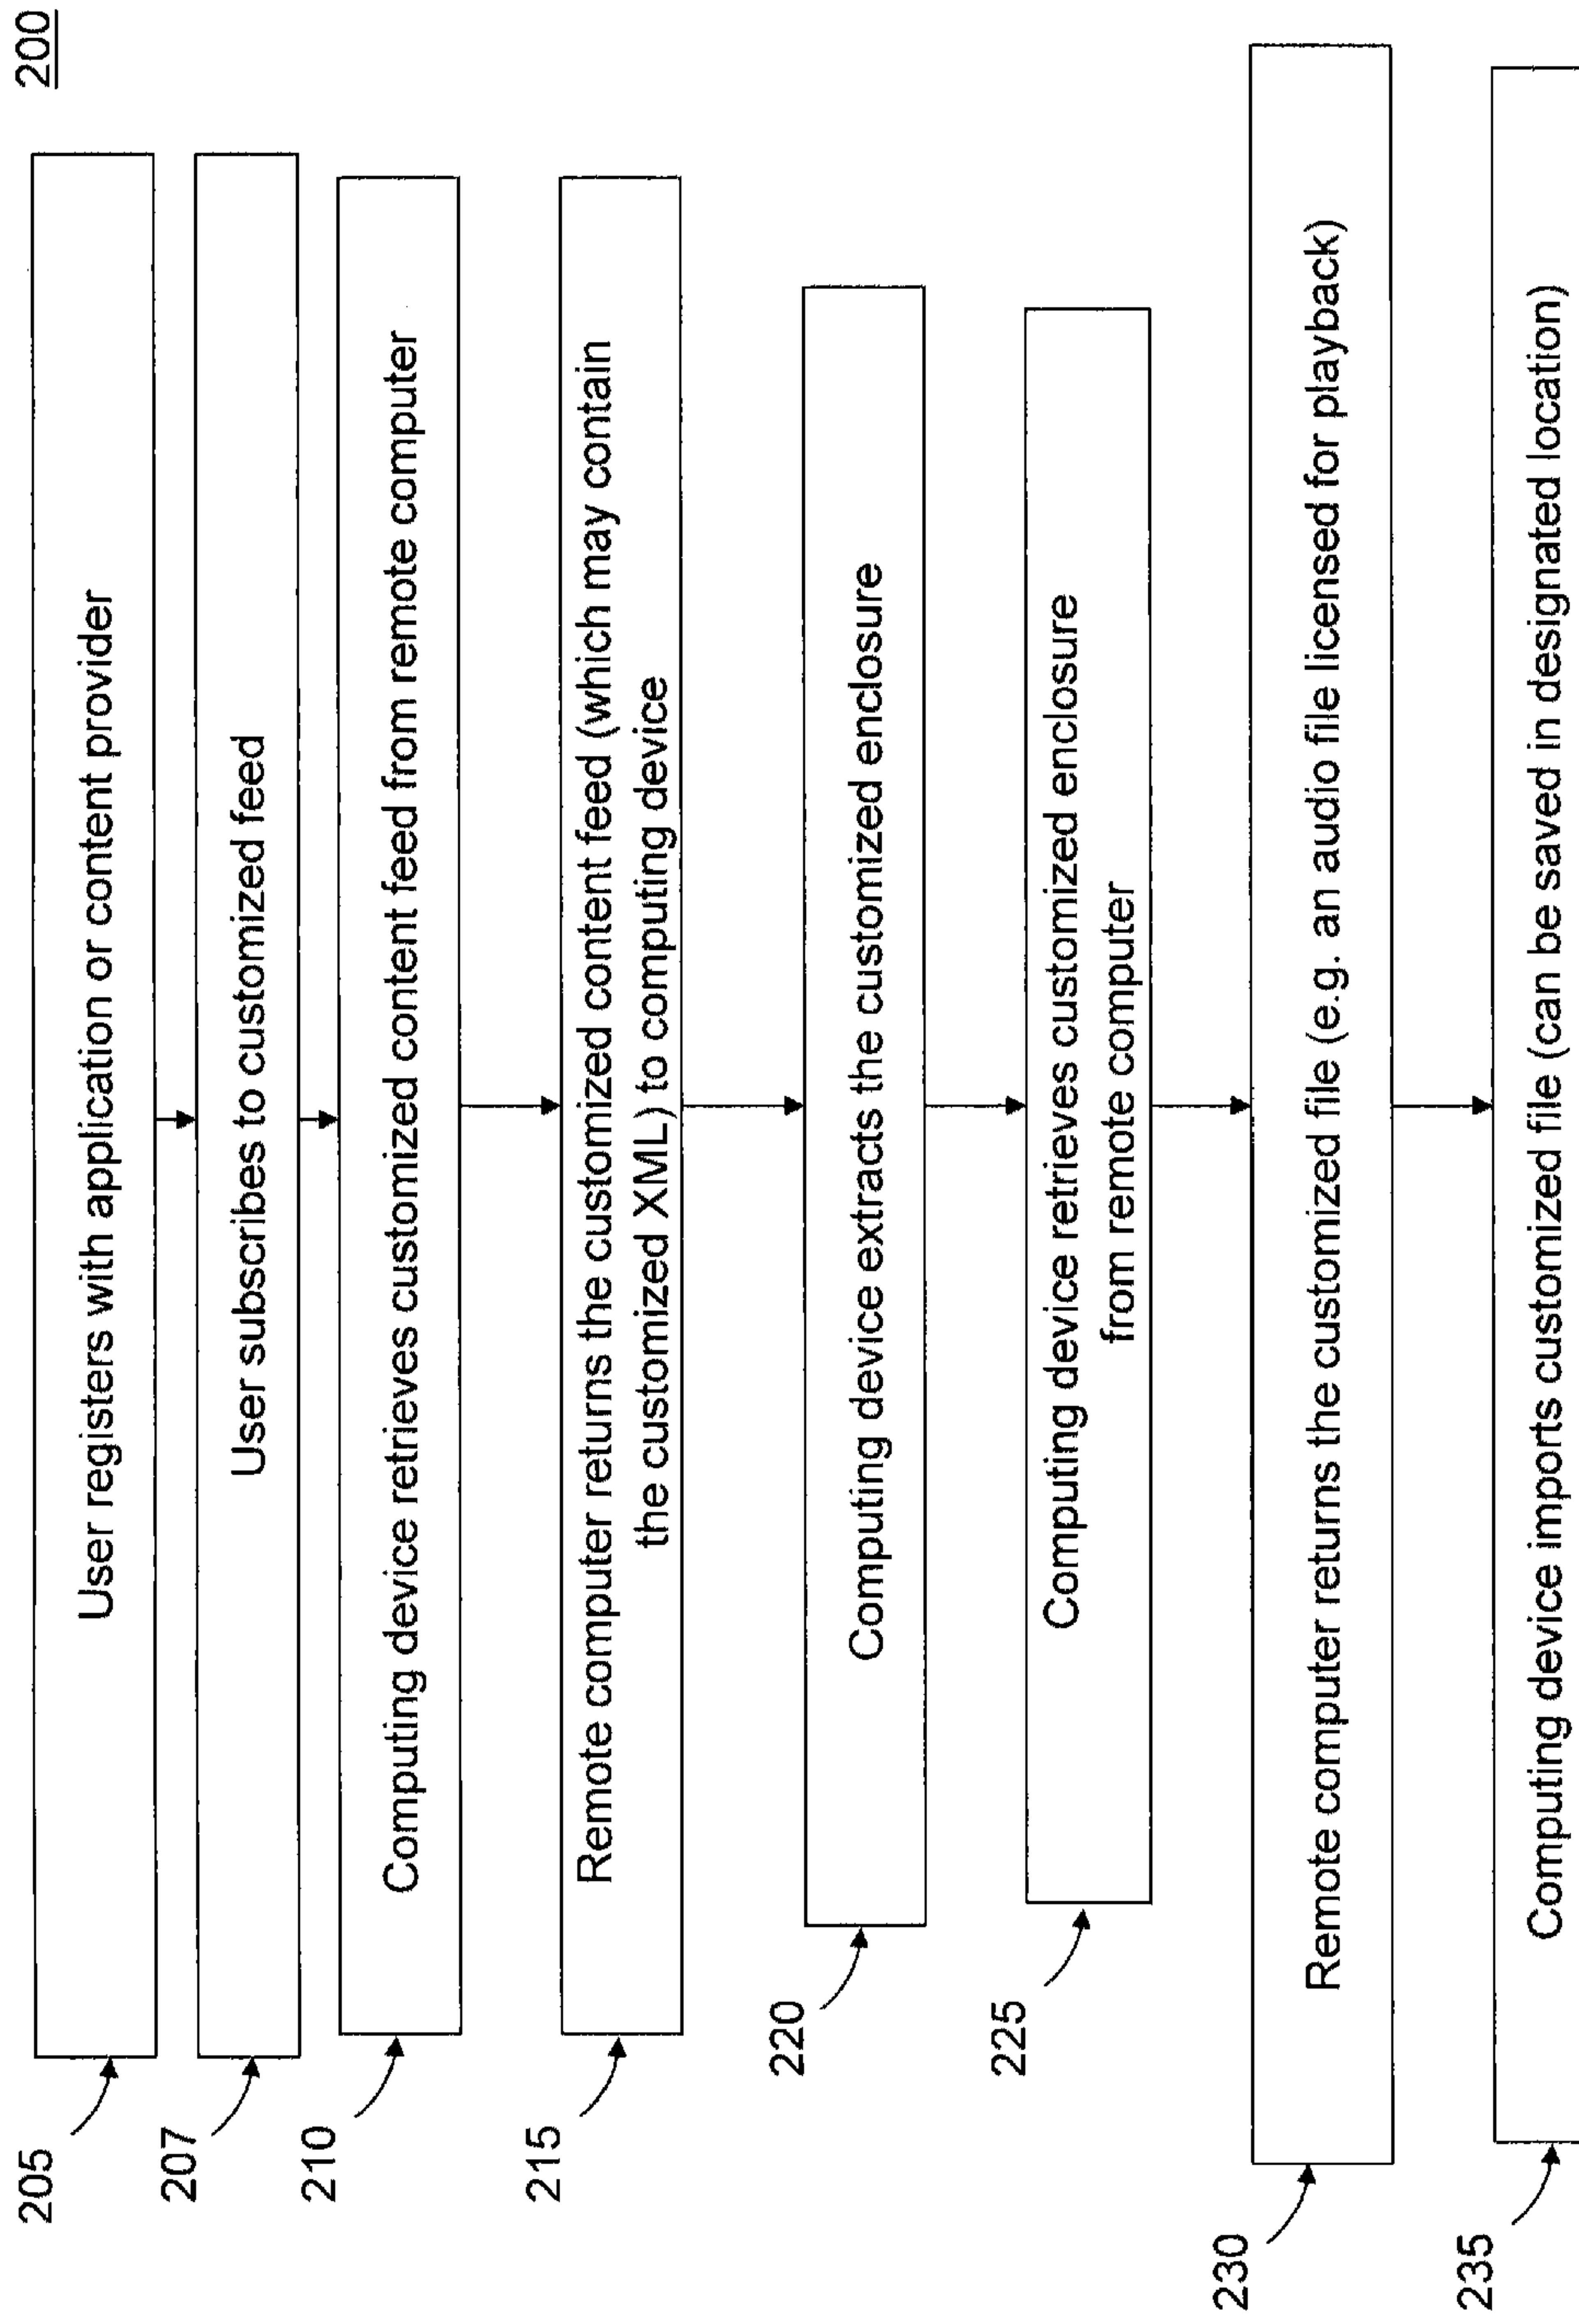 200
205
User registers with application or content provider
207
User subscribes to customized feed
210
Computing device retrieves customized content feed from remote computer
215
Remote computer returns the customized content feed (which may contain
the customized XML) to computing device
220
Computing device extracts the customized enclosure
225
Computing device retrieves customized enclosure
from remote computer
230
Remote computer returns the customized file (e.g. an audio file licensed for playback)
235
Computing device imports customized file (can be saved in designated location)